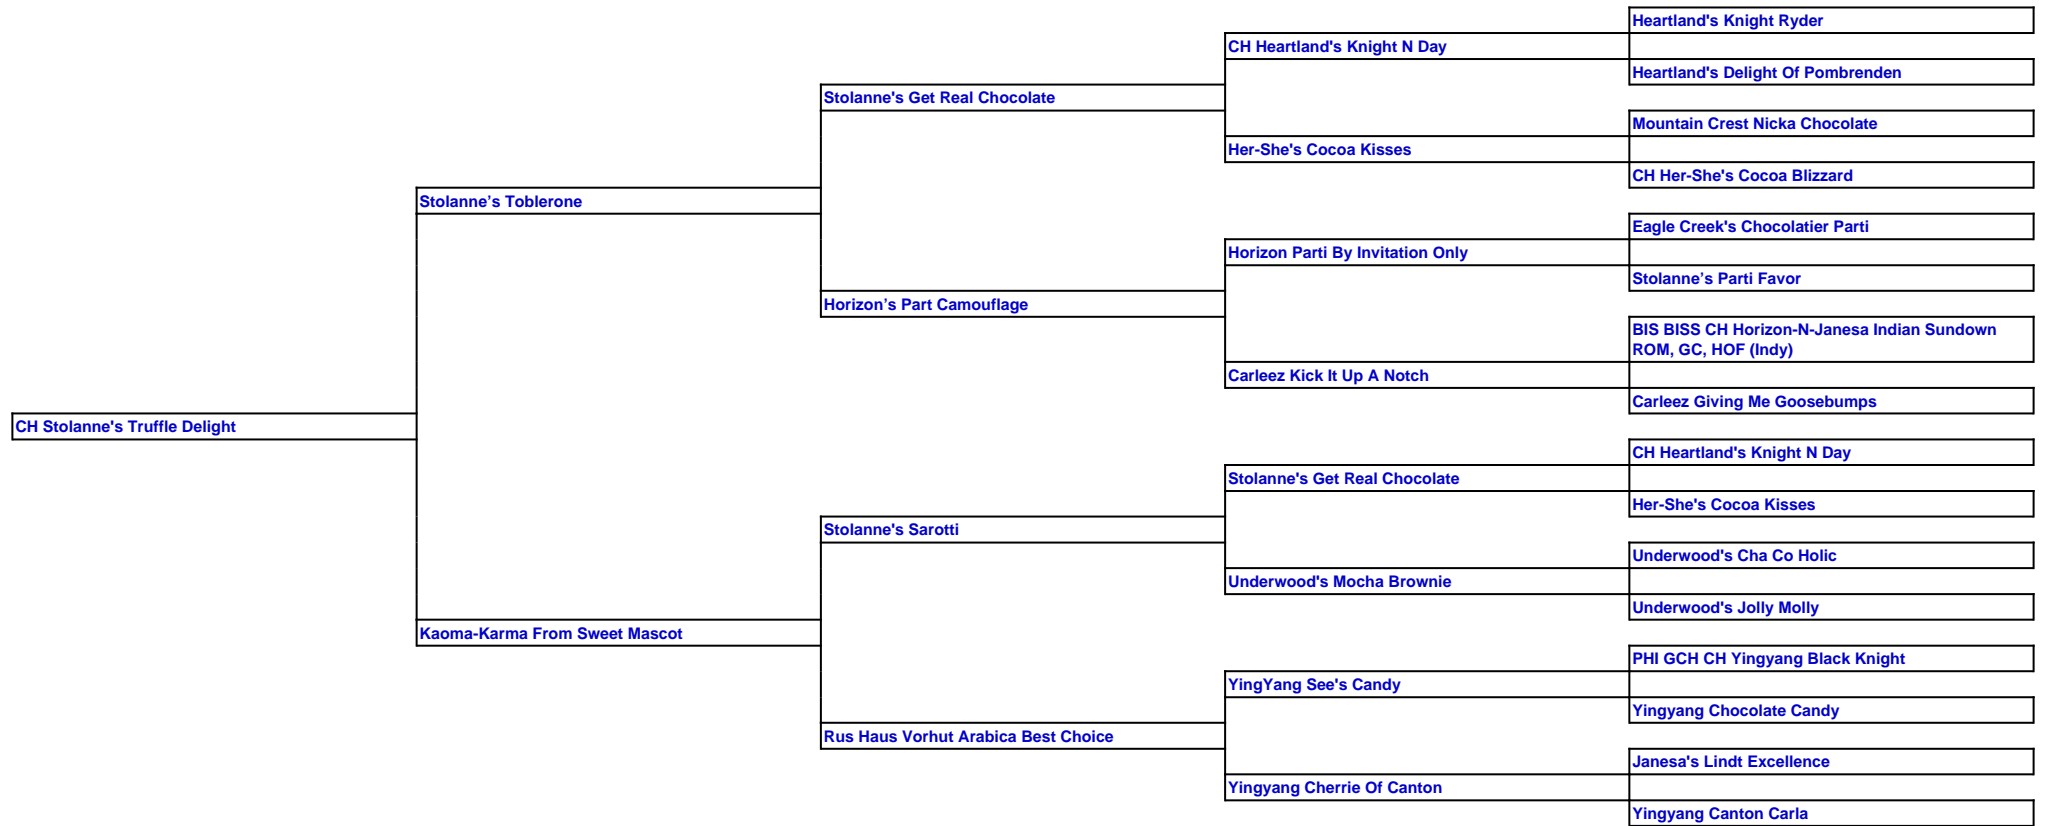 Heartland's Knight Ryder
CH Heartland's Knight N Day
Heartland's Delight Of Pombrenden
Stolanne's Get Real Chocolate
Mountain Crest Nicka Chocolate
Her-She's Cocoa Kisses
CH Her-She's Cocoa Blizzard
Stolanne’s Toblerone
Eagle Creek's Chocolatier Parti
Horizon Parti By Invitation Only
Stolanne’s Parti Favor
Horizon’s Part Camouflage
BIS BISS CH Horizon-N-Janesa Indian Sundown
ROM, GC, HOF (Indy)
Carleez Kick It Up A Notch
Carleez Giving Me Goosebumps
CH Stolanne's Truffle Delight
CH Heartland's Knight N Day
Stolanne's Get Real Chocolate
Her-She's Cocoa Kisses
Stolanne's Sarotti
Underwood's Cha Co Holic
Underwood's Mocha Brownie
Underwood's Jolly Molly
Kaoma-Karma From Sweet Mascot
PHI GCH CH Yingyang Black Knight
YingYang See's Candy
Yingyang Chocolate Candy
Rus Haus Vorhut Arabica Best Choice
Janesa's Lindt Excellence
Yingyang Cherrie Of Canton
Yingyang Canton Carla